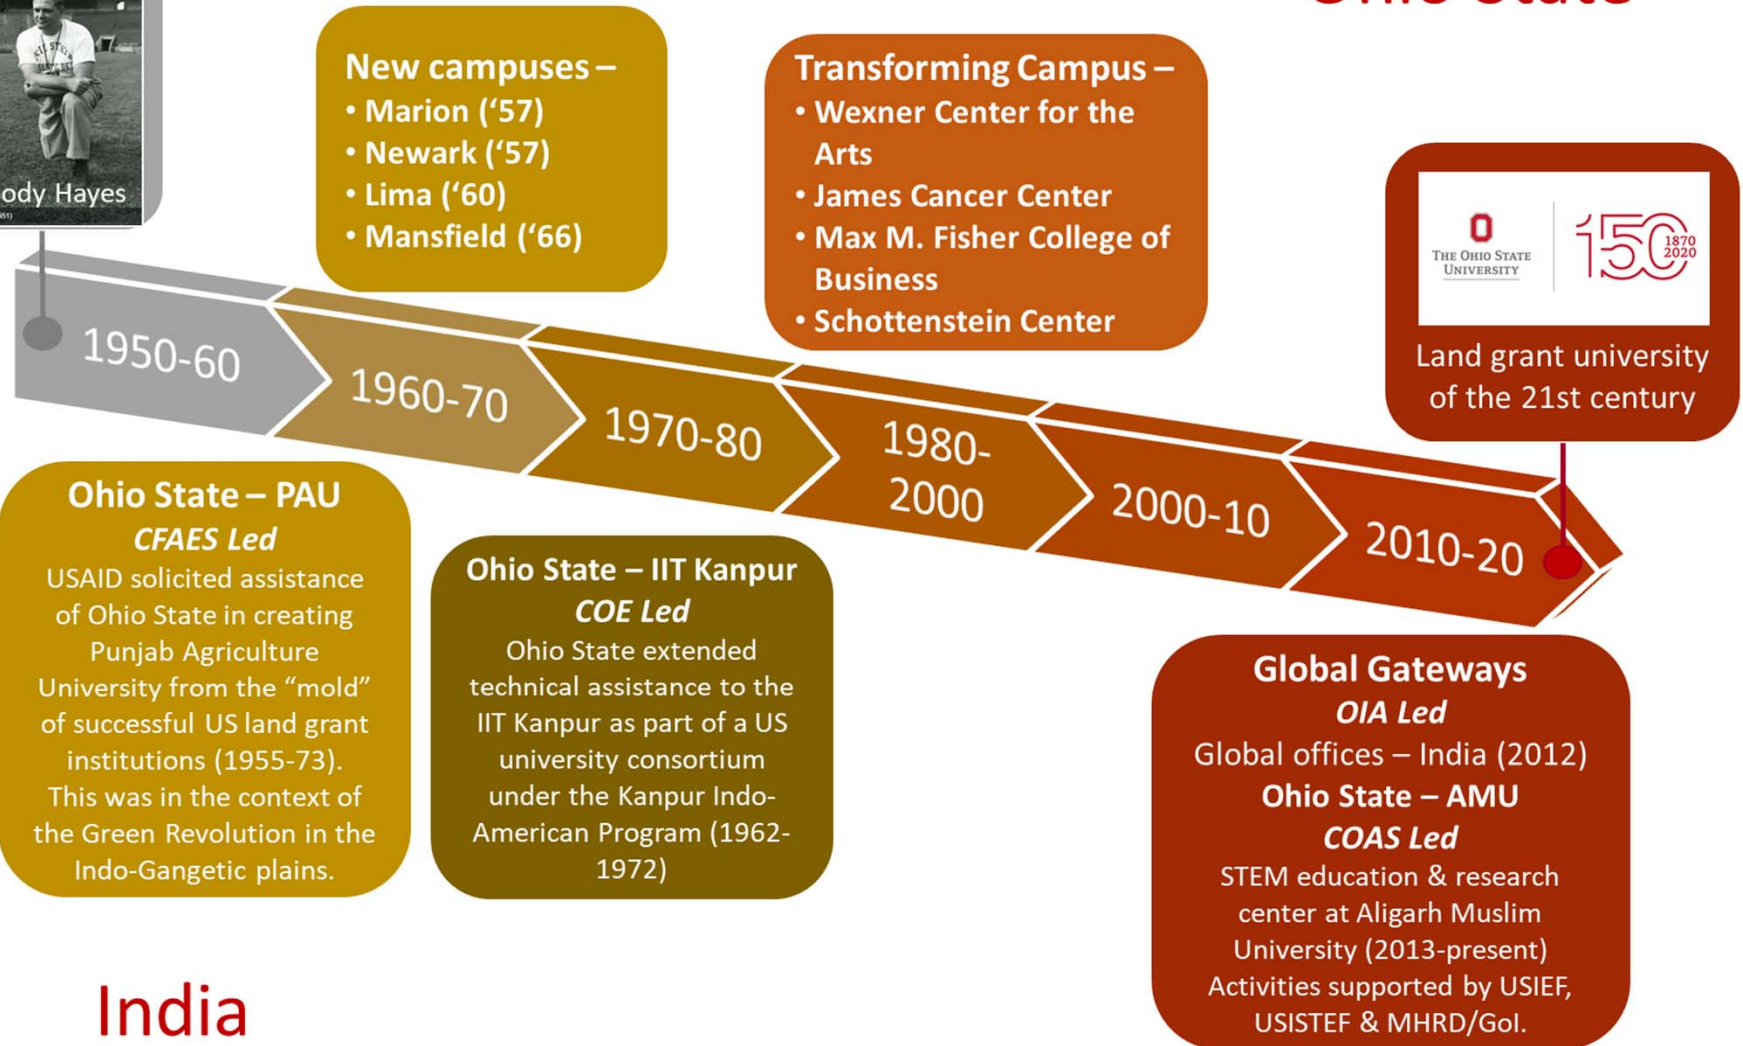 Ohio State
ody Hayes
New campuses –
• Marion (‘57)
• Newark (‘57)
• Lima (‘60)
• Mansfield (‘66)
Transforming Campus –
• Wexner Center for the
Arts
• James Cancer Center
• Max M. Fisher College of
Business
• Schottenstein Center
THE OHIO STATE
UNIVERSITY
150
1870
2020
Land grant university
of the 21st century
1950-60
1960-70
1970-80
1980-
2000
2000-10
2010-20
Ohio State – PAU
CFAES Led
USAID solicited assistance
of Ohio State in creating
Punjab Agriculture
University from the “mold”
of successful US land grant
institutions (1955-73).
This was in the context of
the Green Revolution in the
Indo-Gangetic plains.
Ohio State – IIT Kanpur
COE Led
Ohio State extended
technical assistance to the
IIT Kanpur as part of a US
university consortium
under the Kanpur Indo-
American Program (1962-
1972)
Global Gateways
OIA Led
Global offices – India (2012)
Ohio State – AMU
COAS Led
STEM education & research
center at Aligarh Muslim
University (2013-present)
Activities supported by USIEF,
USISTEF & MHRD/GoI.
India